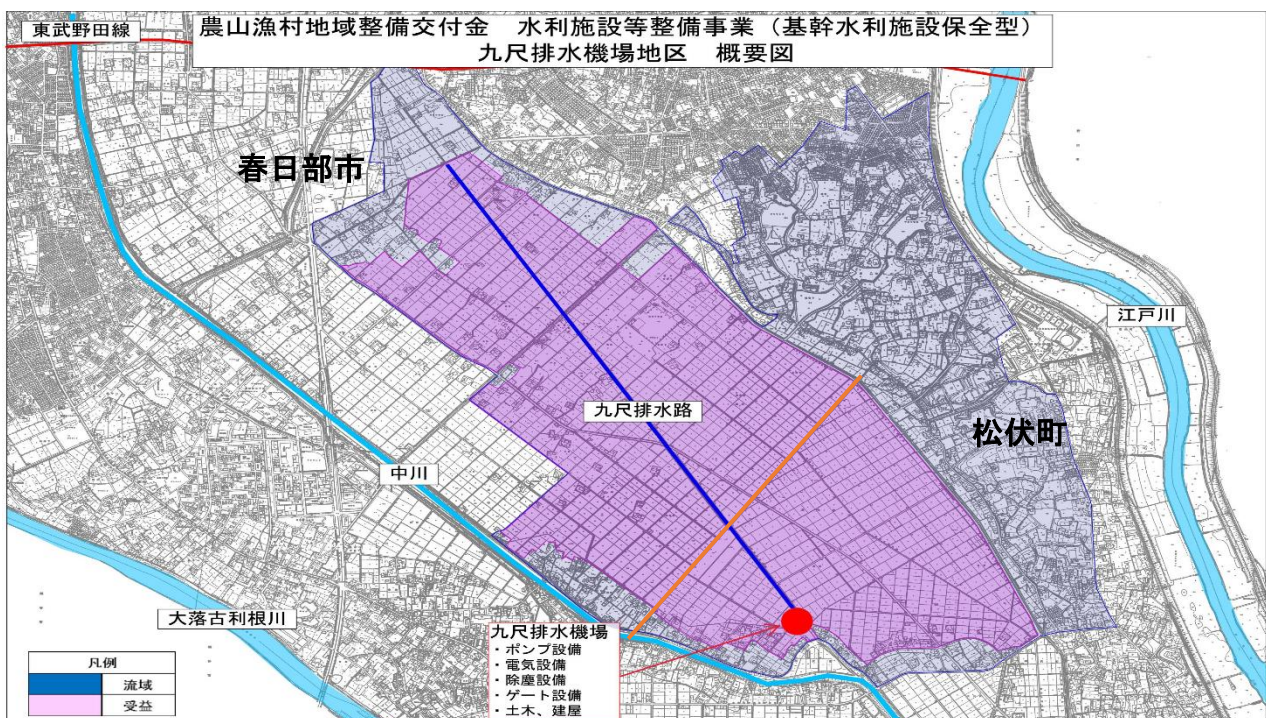 東武野田線
農山漁村地域整備交付金　水利施設等整備事業（基幹水利施設保全型）
九尺排水機場地区　概要図
春日部市
江戸川
九尺排水路
松伏町
中川
大落古利根川
九尺排水機場
・ポンプ設備
・電気設備
・除塵設備
・ゲート設備
・土木、建屋
凡例
流域
受益